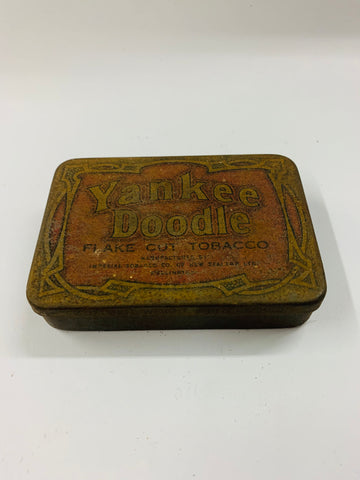 Yankee
Doodle
FLAKE CUT TOBACCO
MANUFACTURED BY
IMPERIAL TOBACCO CO. OF NEW ZEALAND LTD.